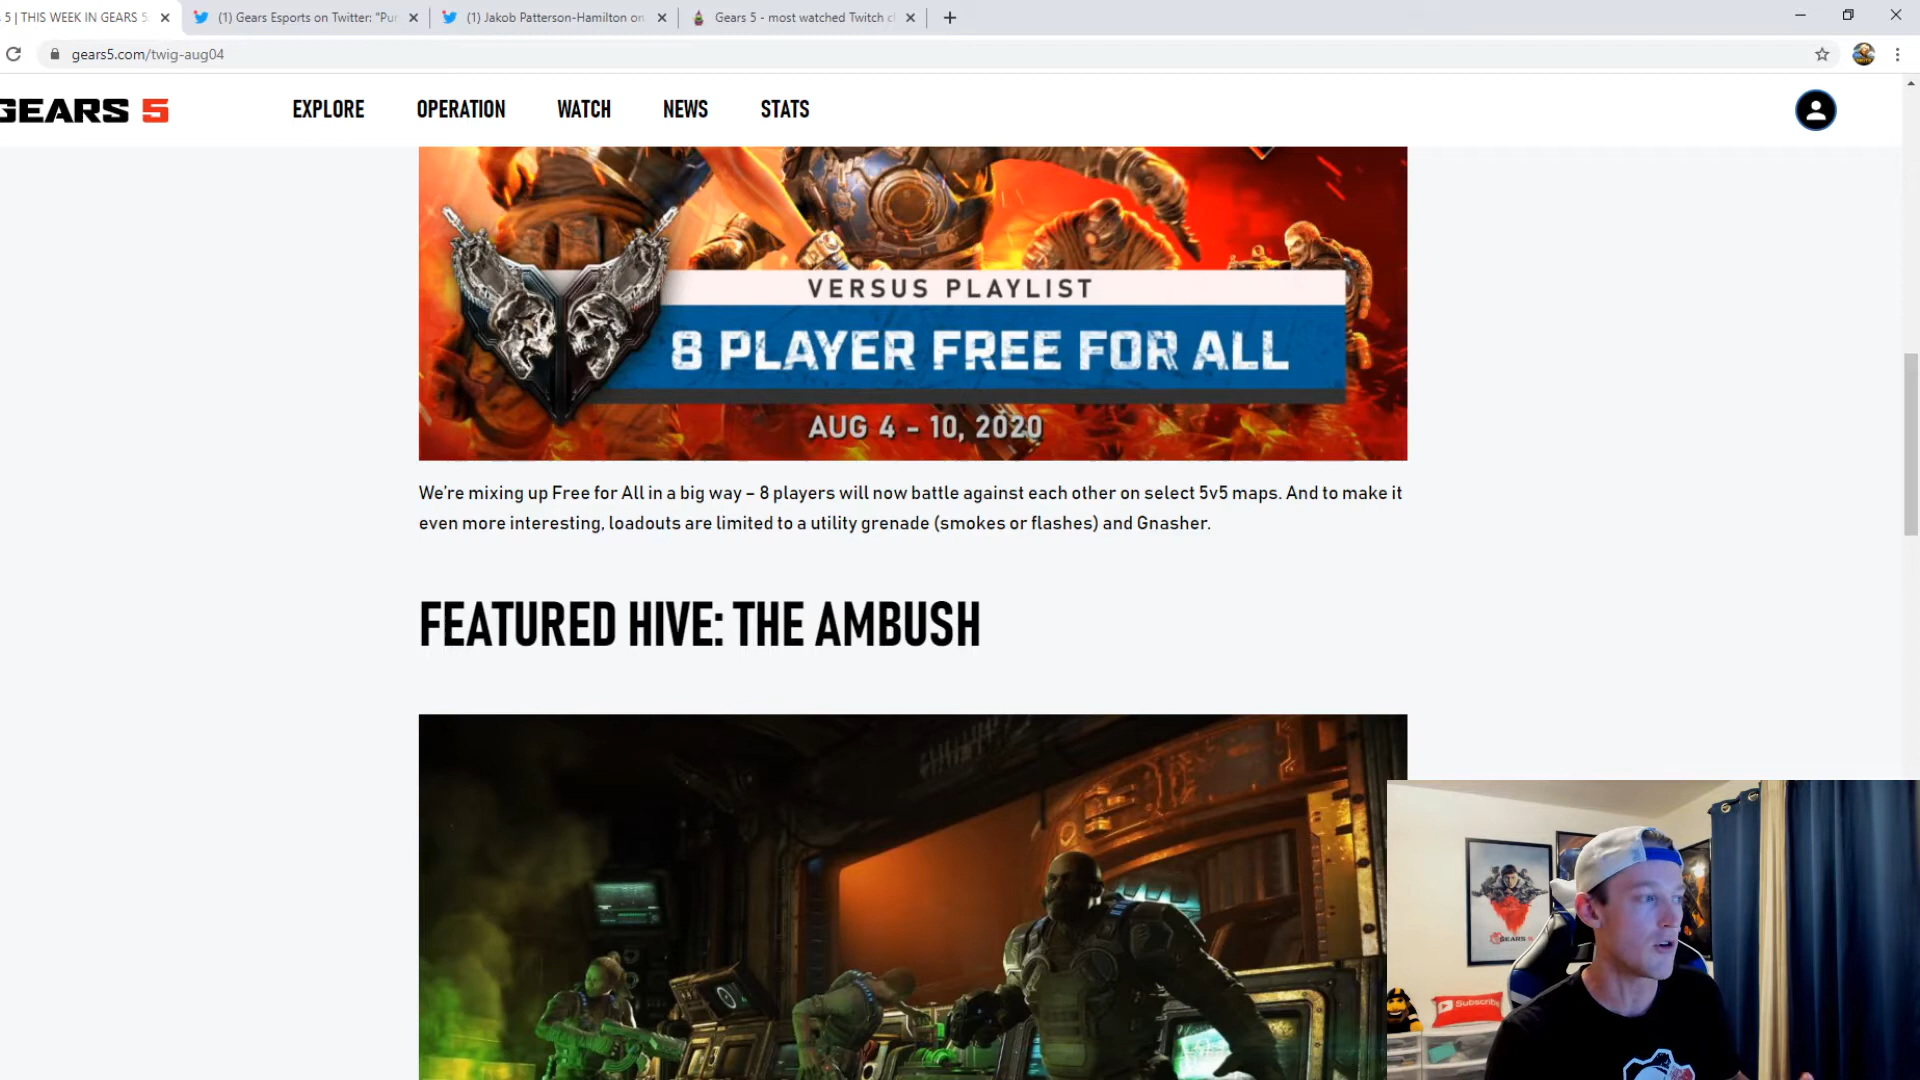 5 | THIS WEEK IN GEARS 5
(1) Gears Esports on Twitter: "Pur
(1) Jakob Patterson-Hamilton on
Gears 5 - most watched Twitch cl
gears5.com/twig-aug04
GEARS 5
EXPLORE
OPERATION
WATCH
NEWS
STATS
VERSUS PLAYLIST
8 PLAYER FREE FOR ALL
AUG 4 - 10, 2020
We're mixing up Free for All in a big way – 8 players will now battle against each other on select 5v5 maps. And to make it
even more interesting, loadouts are limited to a utility grenade (smokes or flashes) and Gnasher.
FEATURED HIVE: THE AMBUSH
GEARS 5
Subscribe